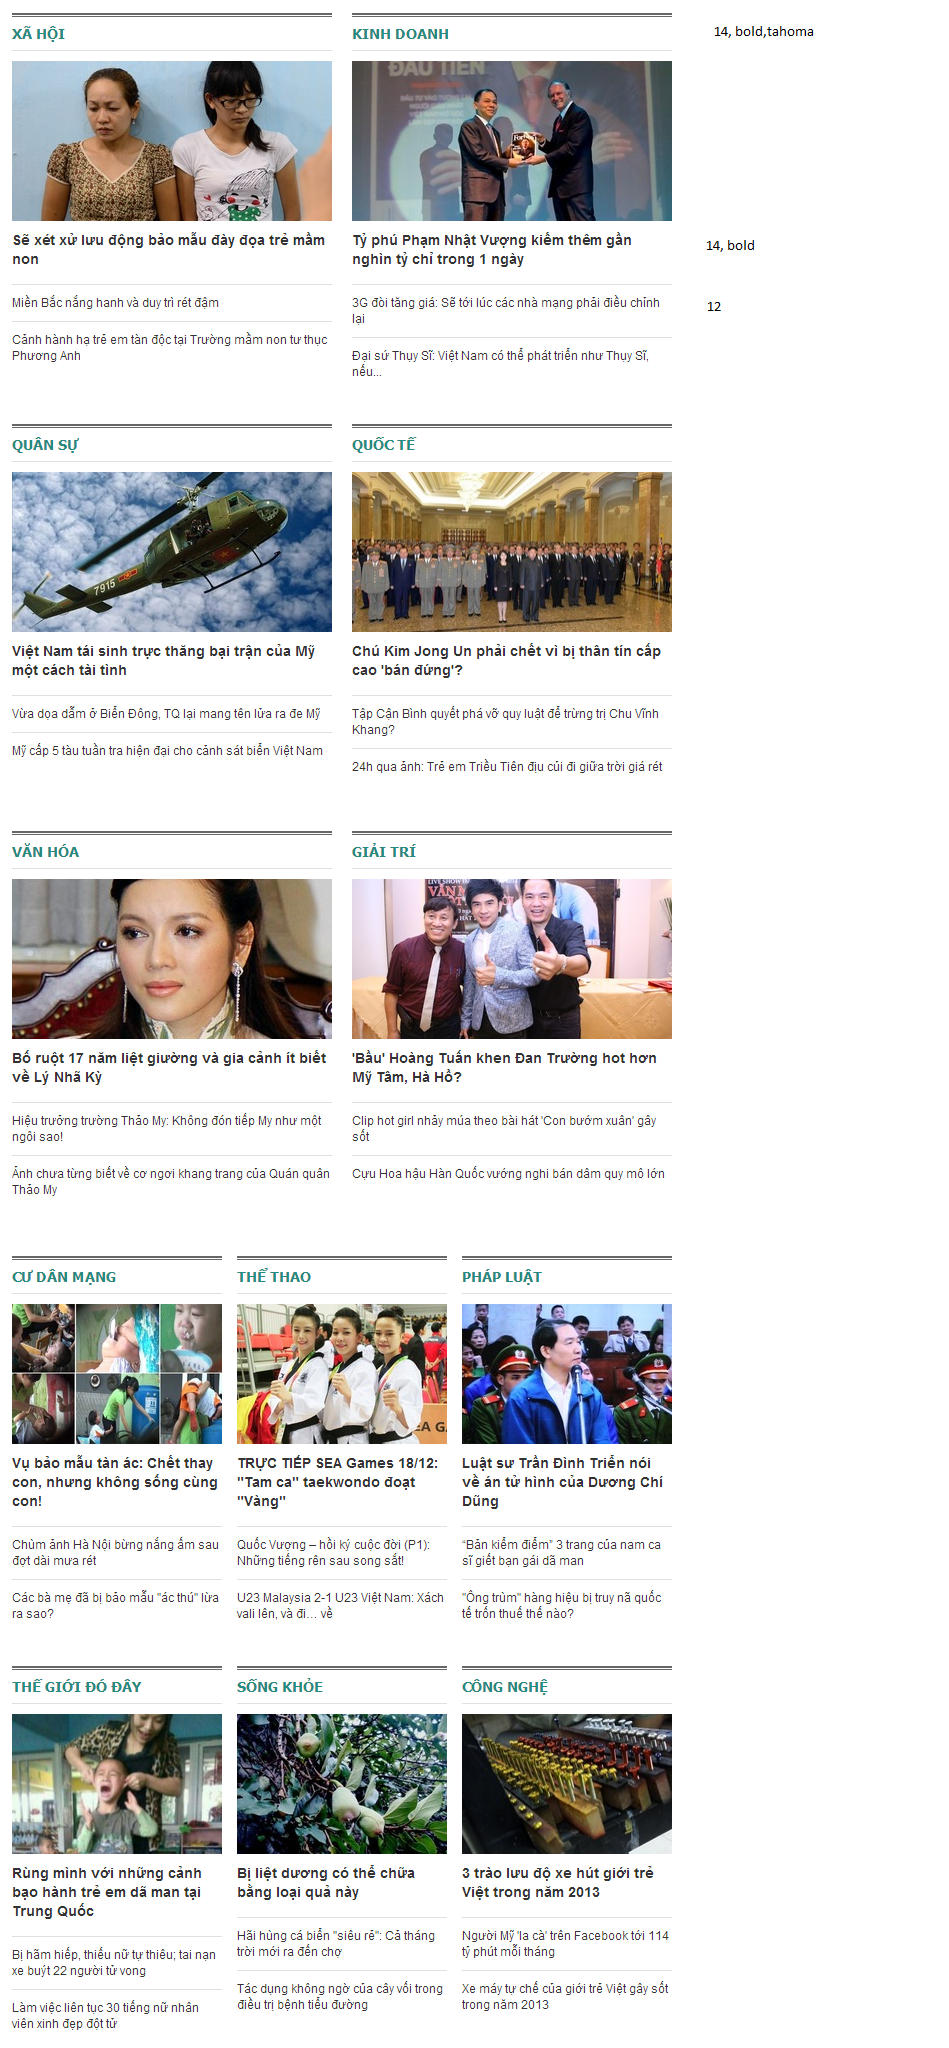 XÃ HỘI
Sẽ xét xử lưu động bảo mẫu đày đọa trẻ mầm
non
Miền Bắc nắng hanh và duy trì rét đậm
Cảnh hành hạ trẻ em tàn độc tại Trường mầm non tư thục
Phương Anh
KINH DOANH
ĐẦU TIÊN
Forbes
Tỷ phú Phạm Nhật Vượng kiếm thêm gần
nghìn tỷ chỉ trong 1 ngày
3G đòi tăng giá: Sẽ tới lúc các nhà mạng phải điều chỉnh
lại
Đại sứ Thụy Sĩ: Việt Nam có thể phát triển như Thụy Sĩ,
nếu...
14, bold,tahoma
14, bold
12
QUÂN SỰ
7915
Việt Nam tái sinh trực thăng bại trận của Mỹ
một cách tài tình
Vừa dọa dẫm ở Biển Đông, TQ lại mang tên lửa ra đe Mỹ
Mỹ cấp 5 tàu tuần tra hiện đại cho cảnh sát biển Việt Nam
QUỐC TẾ
Chú Kim Jong Un phải chết vì bị thân tín cấp
cao 'bán đứng'?
Tập Cận Bình quyết phá vỡ quy luật để trừng trị Chu Vĩnh
Khang?
24h qua ảnh: Trẻ em Triều Tiên địu củi đi giữa trời giá rét
VĂN HÓA
Bố ruột 17 năm liệt giường và gia cảnh ít biết
về Lý Nhã Kỳ
Hiệu trưởng trường Thảo My: Không đón tiếp My như một
ngôi sao!
Ảnh chưa từng biết về cơ ngơi khang trang của Quán quân
Thảo My
GIẢI TRÍ
'Bầu' Hoàng Tuấn khen Đan Trường hot hơn
Mỹ Tâm, Hà Hồ?
Clip hot girl nhảy múa theo bài hát 'Con bướm xuân' gây
sốt
Cựu Hoa hậu Hàn Quốc vướng nghi bán dâm quy mô lớn
CƯ DÂN MẠNG
Vụ bảo mẫu tàn ác: Chết thay
con, nhưng không sống cùng
con!
Chùm ảnh Hà Nội bừng nắng ấm sau
đợt dài mưa rét
Các bà mẹ đã bị bảo mẫu "ác thú" lừa
ra sao?
THỂ THAO
EA GA
TRỰC TIẾP SEA Games 18/12:
"Tam ca" taekwondo đoạt
"Vàng"
Quốc Vượng – hồi ký cuộc đời (P1):
Những tiếng rên sau song sắt!
U23 Malaysia 2-1 U23 Việt Nam: Xách
vali lên, và đi… về
PHÁP LUẬT
Luật sư Trần Đình Triển nói
về án tử hình của Dương Chí
Dũng
“Bản kiểm điểm” 3 trang của nam ca
sĩ giết bạn gái dã man
"Ông trùm" hàng hiệu bị truy nã quốc
tế trốn thuế thế nào?
THẾ GIỚI ĐÓ ĐÂY
Rùng mình với những cảnh
bạo hành trẻ em dã man tại
Trung Quốc
Bị hãm hiếp, thiếu nữ tự thiêu; tai nạn
xe buýt 22 người tử vong
Làm việc liên tục 30 tiếng nữ nhân
viên xinh đẹp đột tử
SỐNG KHỎE
Bị liệt dương có thể chữa
bằng loại quả này
Hãi hùng cá biển "siêu rẻ": Cả tháng
trời mới ra đến chợ
Tác dụng không ngờ của cây vối trong
điều trị bệnh tiểu đường
CÔNG NGHỆ
3 trào lưu độ xe hút giới trẻ
Việt trong năm 2013
Người Mỹ 'la cà' trên Facebook tới 114
tỷ phút mỗi tháng
Xe máy tự chế của giới trẻ Việt gây sốt
trong năm 2013